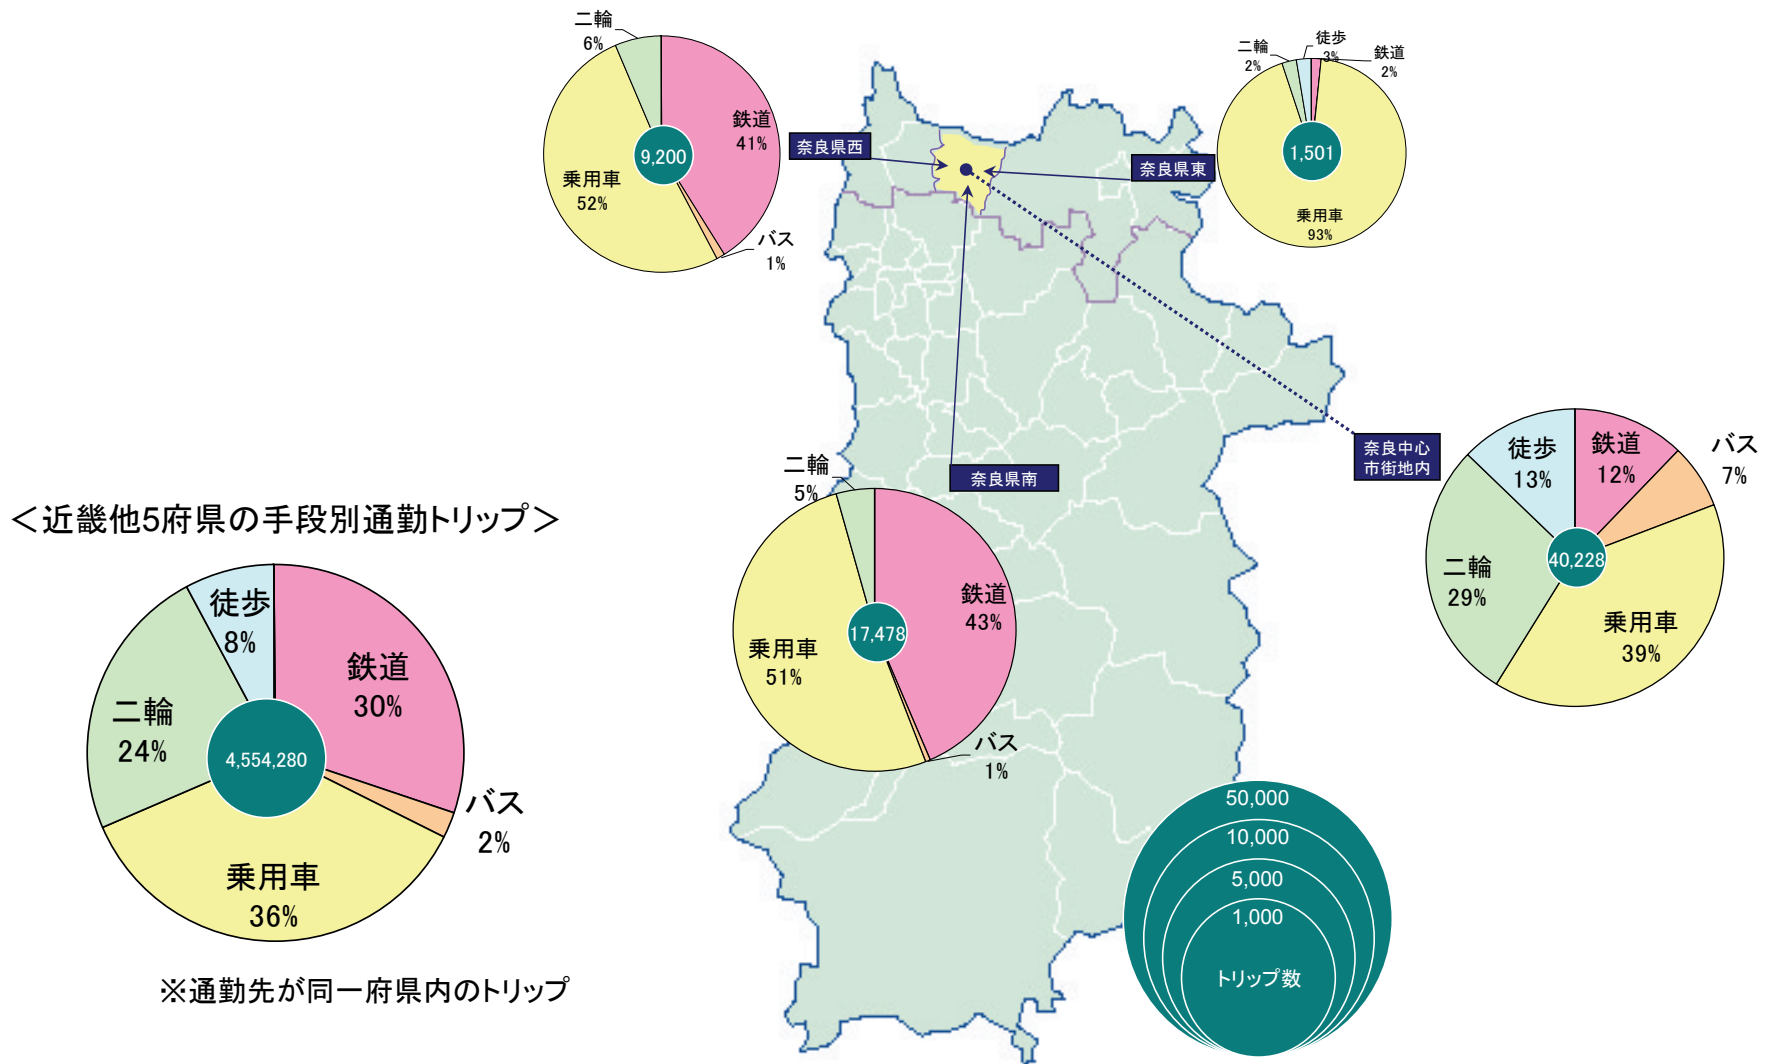 二輪
6%
鉄道
41%
9,200
乗用車
52%
バス
1%
奈良県西
二輪
2%
徒歩
3%
鉄道
2%
1,501
乗用車
93%
奈良県東
奈良中心
市街地内
徒歩
13%
鉄道
12%
バス
7%
二輪
29%
40,228
乗用車
39%
奈良県南
二輪
5%
鉄道
43%
17,478
乗用車
51%
バス
1%
＜近畿他5府県の手段別通勤トリップ＞
徒歩
8%
鉄道
30%
二輪
24%
4,554,280
バス
2%
乗用車
36%
※通勤先が同一府県内のトリップ
50,000
10,000
5,000
1,000
トリップ数